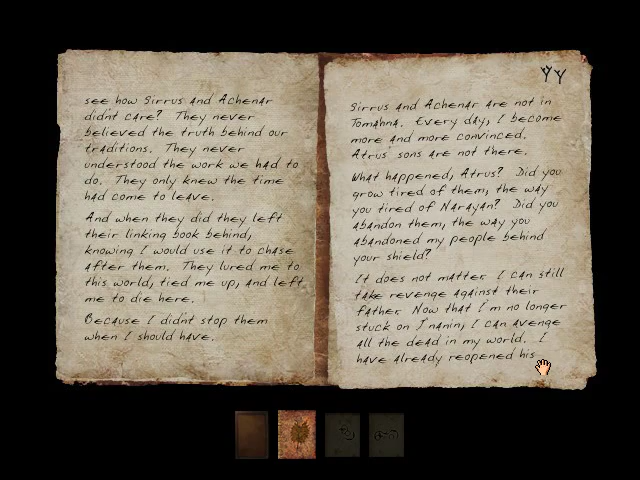 see how Sirrus and Achenar
didn't care? They never
believed the truth behind our
traditions. They never
understood the work we had to
do. They only knew the time
had come to leave.
And when they did they left
their linking book behind,
knowing I would use it to chase
after them. They lured me to
this world, tied me up, and left
me to die here.
Because I didn't stop them
when I should have.
Sirrus and Achenar are not in
Tomahna. Every day, I become
more and more convinced.
Atrus' sons are not there.
What happened, Atrus? Did you
grow tired of them, the way
you tired of Narayan? Did you
abandon them, the way you
abandoned my people behind
your shield?
It does not matter. I can still
take revenge against their
father. Now that I'm no longer
stuck on J'nanin, I can avenge
all the dead in my world. I
have already reopened his